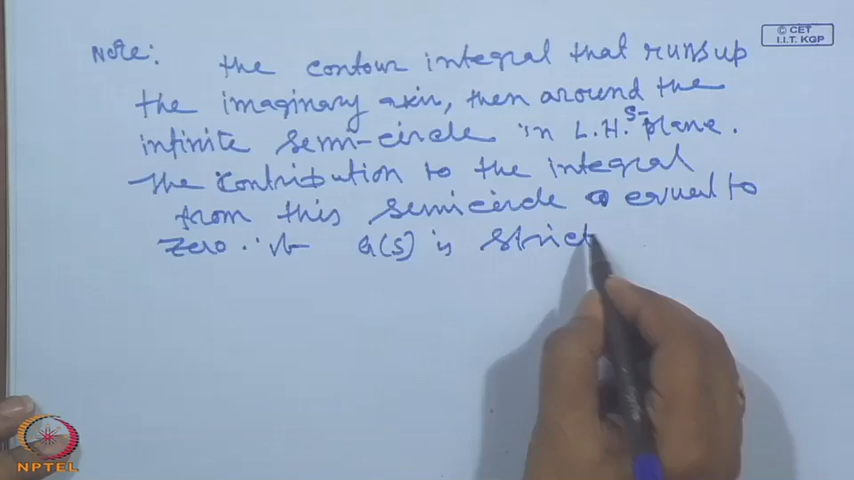 © CET
I.I.T. KGP
Note: the contour integral that runs up
the imaginary axis, then around the
infinite semi-circle in L.H. S- plane.
The contribution to the integral
from this semicircle equal to
zero. if G(s) is strict
NPTEL